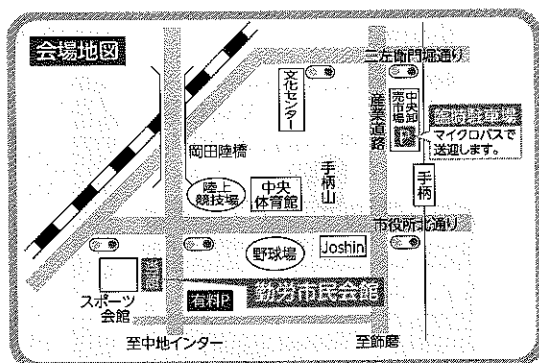 会場地図
三左衛門堀通り
文化センター
産業道路
中央卸
売市場
臨時駐車場
マイクロバスで
送迎します。
岡田陸橋
手柄山
手柄
陸上
競技場
中央
体育館
市役所北通り
野球場
Joshin
スポーツ
会館
有料P
勤労市民会館
至中地インター
至飾磨